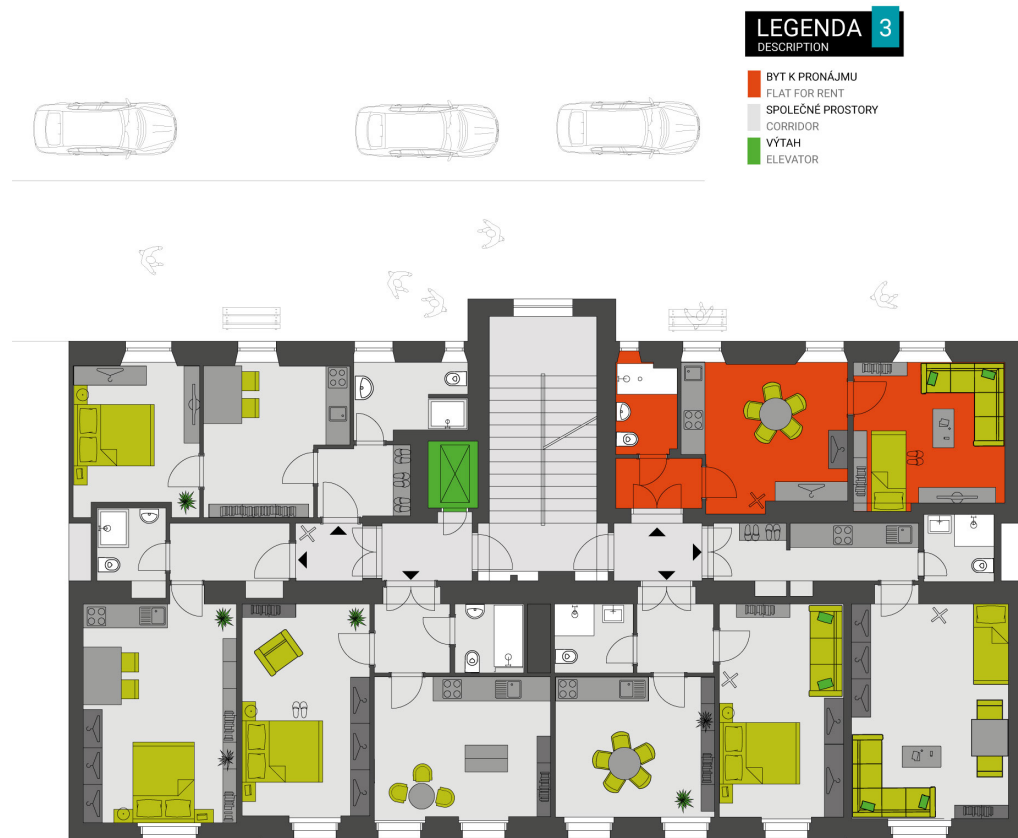 LEGENDA 3
DESCRIPTION
BYT K PRONÁJMU
FLAT FOR RENT
SPOLEČNÉ PROSTORY
CORRIDOR
VÝTAH
ELEVATOR